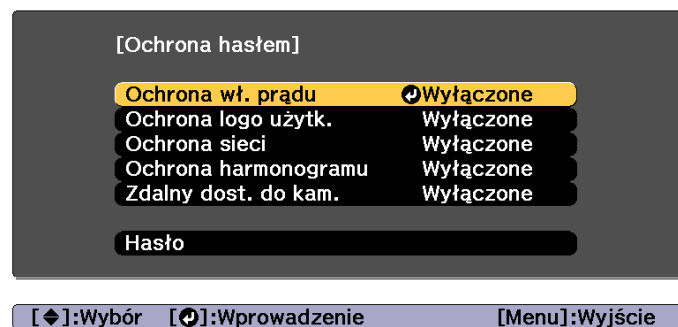 [Ochrona hasłem]
Ochrona wł. prądu Wyłączone
Ochrona logo użytk. Wyłączone
Ochrona sieci Wyłączone
Ochrona harmonogramu Wyłączone
Zdalny dost. do kam. Wyłączone
Hasło
[◆]:Wybór [↵]:Wprowadzenie [Menu]:Wyjście